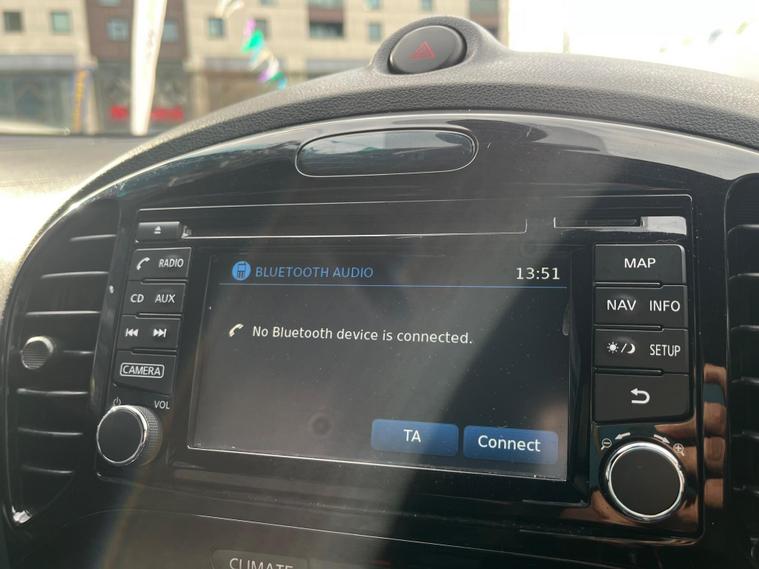 BLUETOOTH AUDIO 13:51
No Bluetooth device is connected.
TA Connect
RADIO
CD AUX
CAMERA
VOL
MAP
NAV INFO
SETUP
CLIMATE